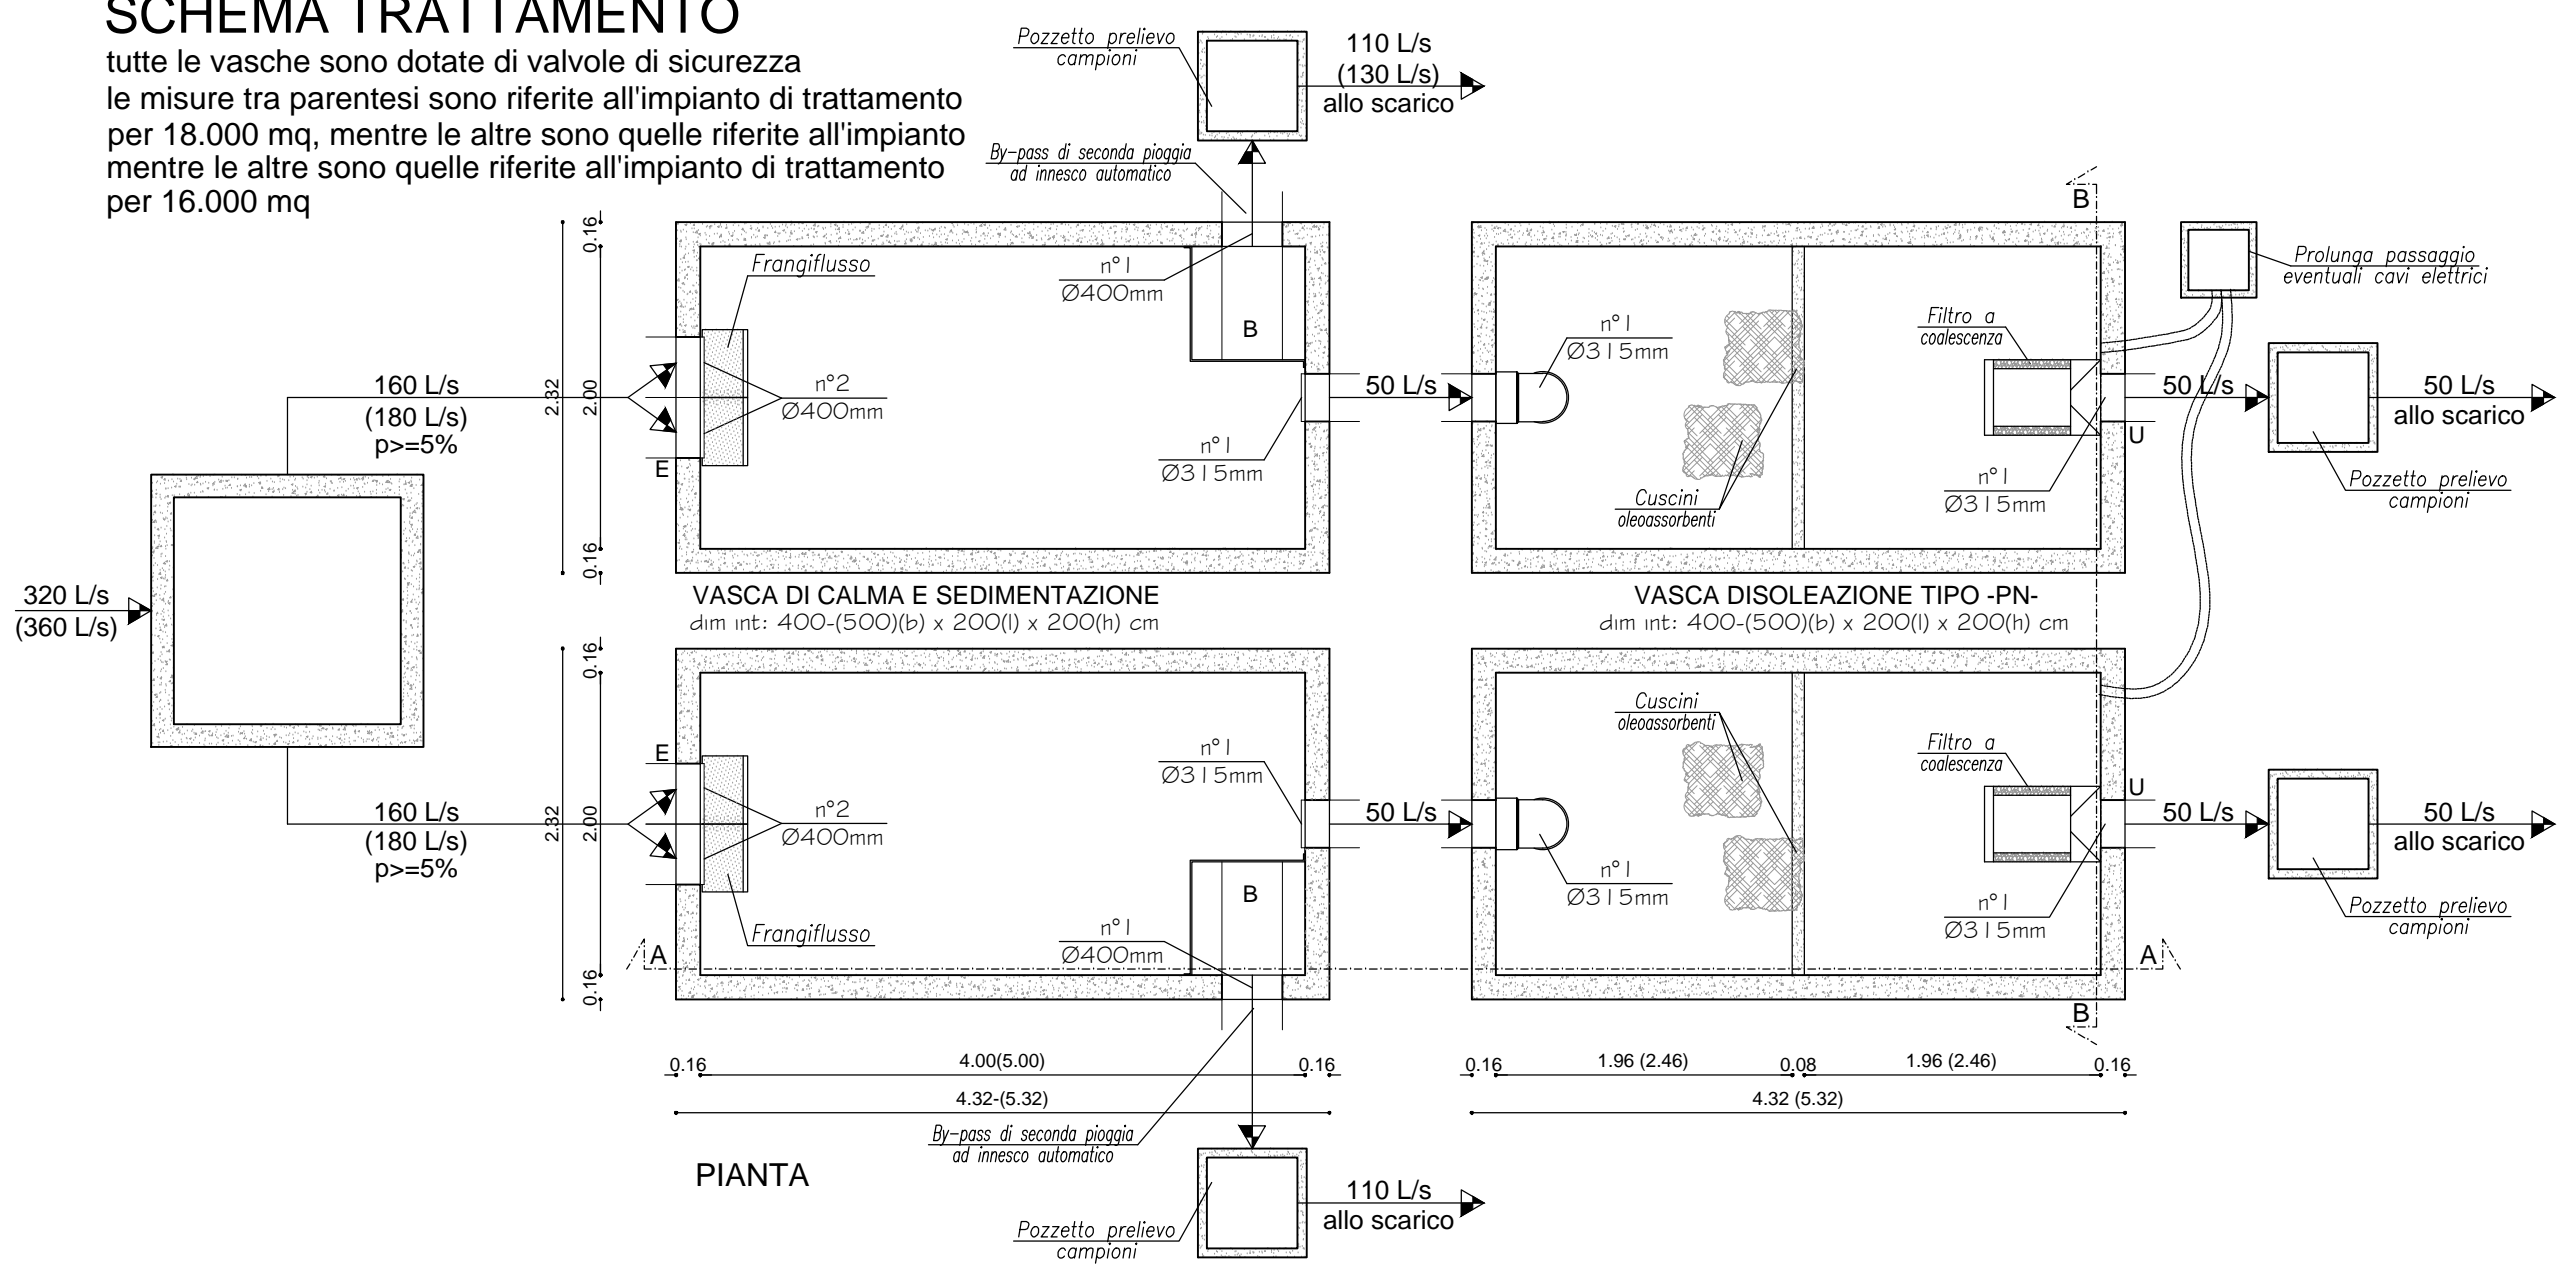 SCHEMA TRATTAMENTO
tutte le vasche sono dotate di valvole di sicurezza
le misure tra parentesi sono riferite all'impianto di trattamento
per 18.000 mq, mentre le altre sono quelle riferite all'impianto
mentre le altre sono quelle riferite all'impianto di trattamento
per 16.000 mq
Pozzetto prelievo
campioni
110 L/s
(130 L/s)
allo scarico
By-pass di seconda pioggia
ad innesco automatico
B
0.16
2.32
2.00
0.16
Frangiflusso
n°1
Ø400mm
B
160 L/s
(180 L/s)
p>=5%
n°2
Ø400mm
E
n°1
Ø315mm
50 L/s
n°1
Ø315mm
Cuscini
oleoassorbenti
Filtro a
coalescenza
n°1
Ø315mm
U
Prolunga passaggio
eventuali cavi elettrici
50 L/s
50 L/s
allo scarico
Pozzetto prelievo
campioni
320 L/s
(360 L/s)
VASCA DI CALMA E SEDIMENTAZIONE
dim int: 400-(500)(b) x 200(l) x 200(h) cm
VASCA DISOLEAZIONE TIPO -PN-
dim int: 400-(500)(b) x 200(l) x 200(h) cm
0.16
2.32
2.00
0.16
E
160 L/s
(180 L/s)
p>=5%
n°2
Ø400mm
Frangiflusso
n°1
Ø315mm
B
n°1
Ø400mm
50 L/s
Cuscini
oleoassorbenti
n°1
Ø315mm
Filtro a
coalescenza
U
n°1
Ø315mm
50 L/s
50 L/s
allo scarico
Pozzetto prelievo
campioni
A
A
B
0.16
4.00(5.00)
0.16
0.16
1.96 (2.46)
0.08
1.96 (2.46)
0.16
4.32-(5.32)
4.32 (5.32)
By-pass di seconda pioggia
ad innesco automatico
PIANTA
110 L/s
allo scarico
Pozzetto prelievo
campioni